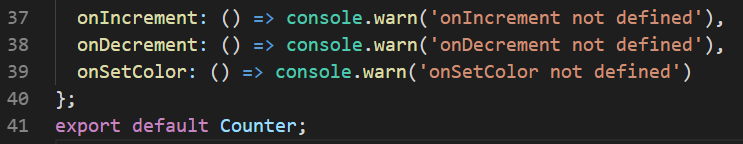 37 onIncrement: () => console.warn('onIncrement not defined'),
38 onDecrement: () => console.warn('onDecrement not defined'),
39 onSetColor: () => console.warn('onSetColor not defined')
40 };
41 export default Counter;